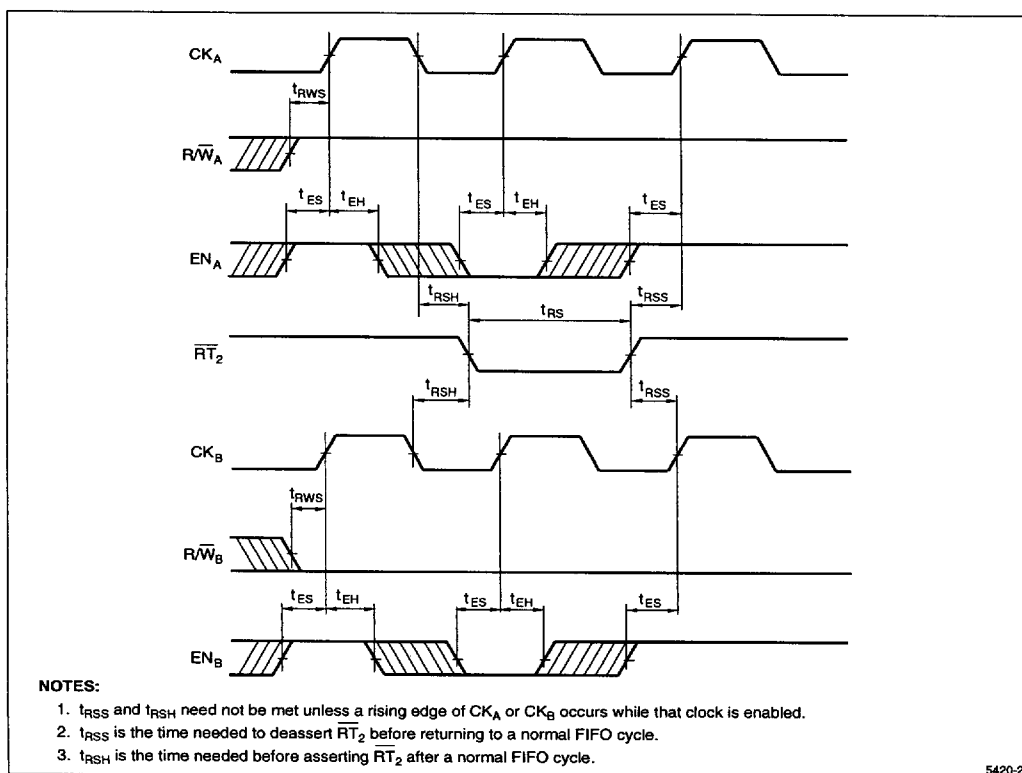 CKA
tRWS
R/W̅A
tES tEH tES tEH tES
ENA
tRSH tRS tRSS
R̅T̅2
tRSH tRSS
CKB
tRWS
R/W̅B
tES tEH tES tEH tES
ENB
NOTES:
1. tRSS and tRSH need not be met unless a rising edge of CKA or CKB occurs while that clock is enabled.
2. tRSS is the time needed to deassert R̅T̅2 before returning to a normal FIFO cycle.
3. tRSH is the time needed before asserting R̅T̅2 after a normal FIFO cycle.